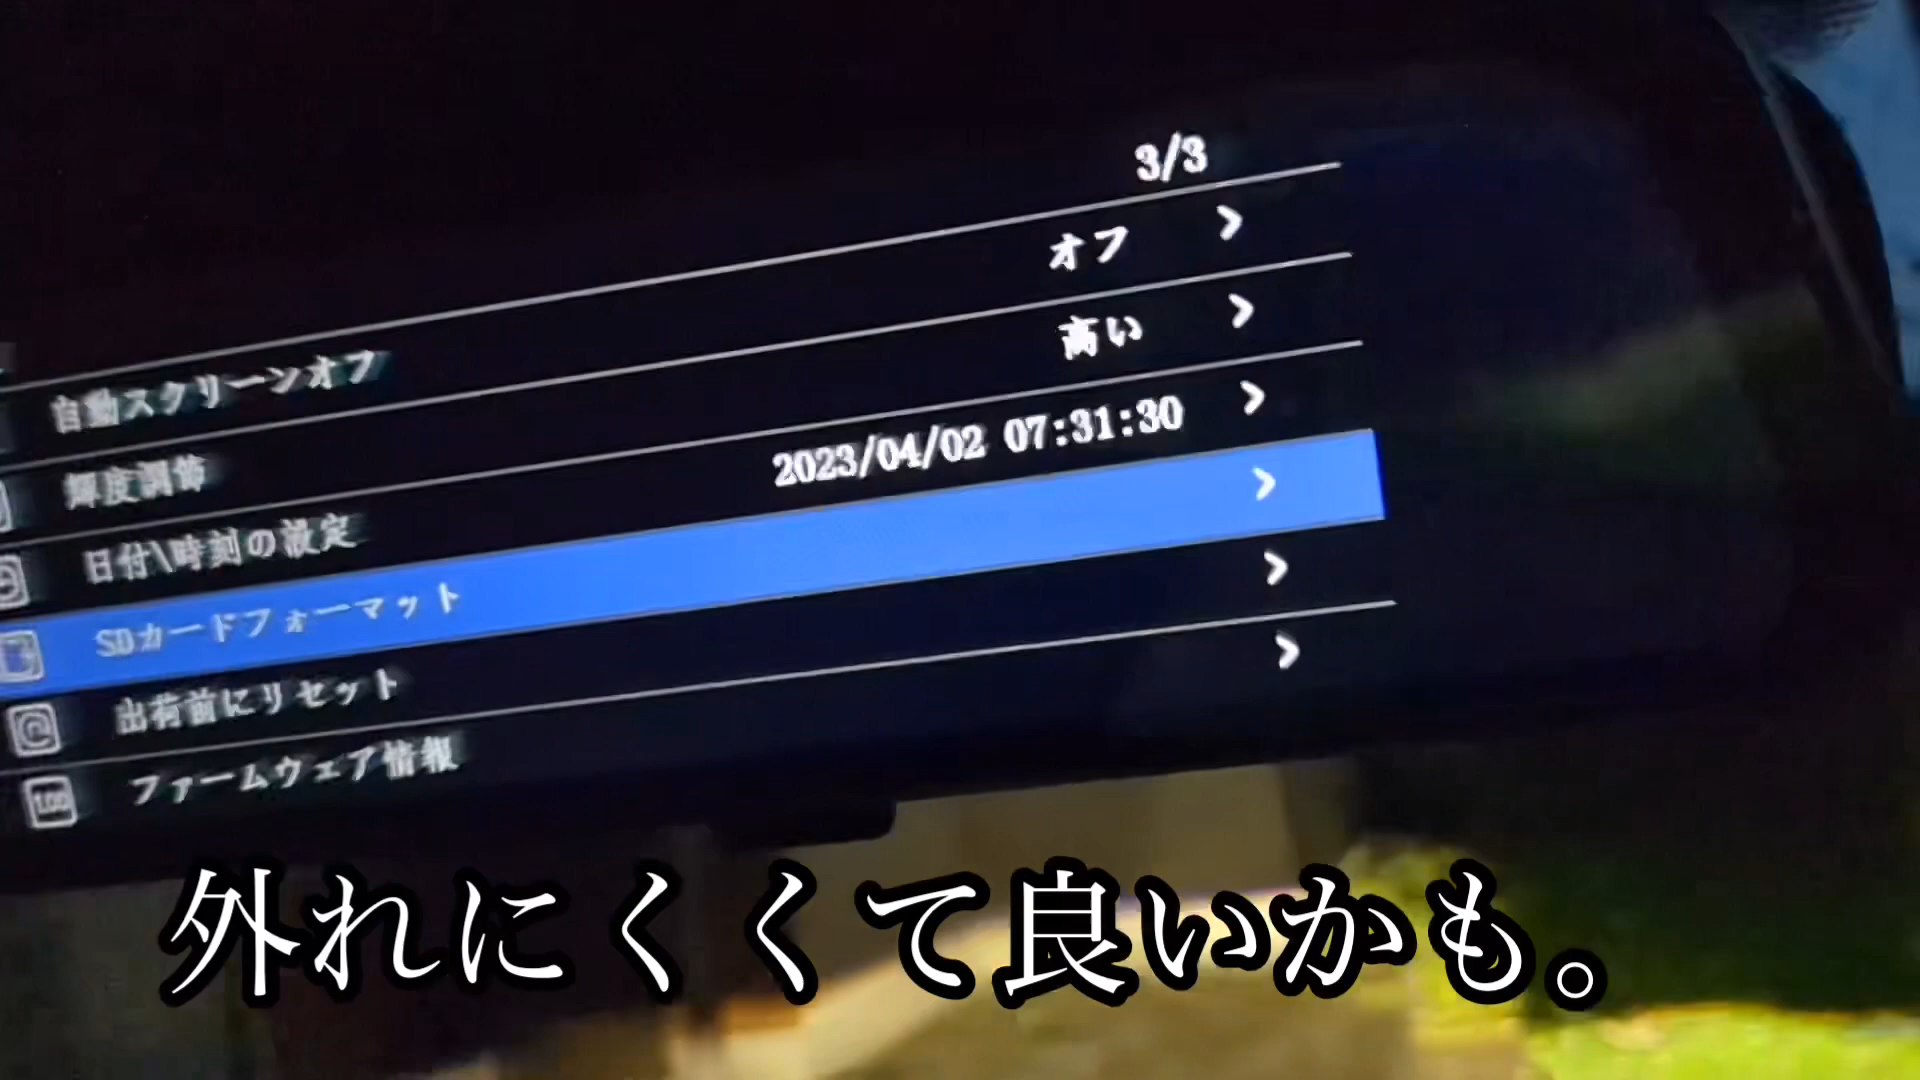 3/3
自動スクリーンオフ オフ >
輝度調節 高い >
日付\時刻の設定 2023/04/02 07:31:30 >
SDカードフォーマット >
出荷前にリセット >
ファームウェア情報 >
外れにくくて良いかも。